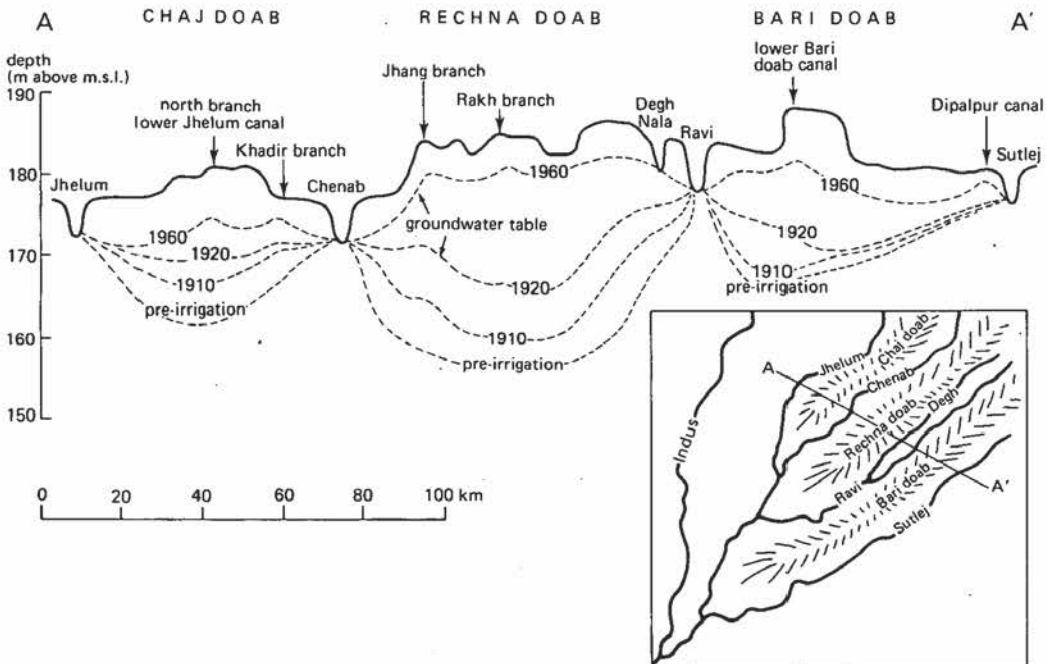 A
CHAJ DOAB
RECHNA DOAB
BARI DOAB
A'
depth
(m above m.s.l.)
190
180
170
160
150
north branch
lower Jhelum canal
Khadir branch
Jhang branch
Rakh branch
Degh
Nala
Ravi
lower Bari
doab canal
Dipalpur canal
Sutlej
Jhelum
Chenab
1960
1920
1910
pre-irrigation
1960
groundwater table
1920
1910
pre-irrigation
1960
1920
1910
pre-irrigation
0 20 40 60 80 100 km
A
Jhelum
Chaj doab
Chenab
Indus
Rechna doab
Degh
Ravi
Bari doab
A'
Sutlej